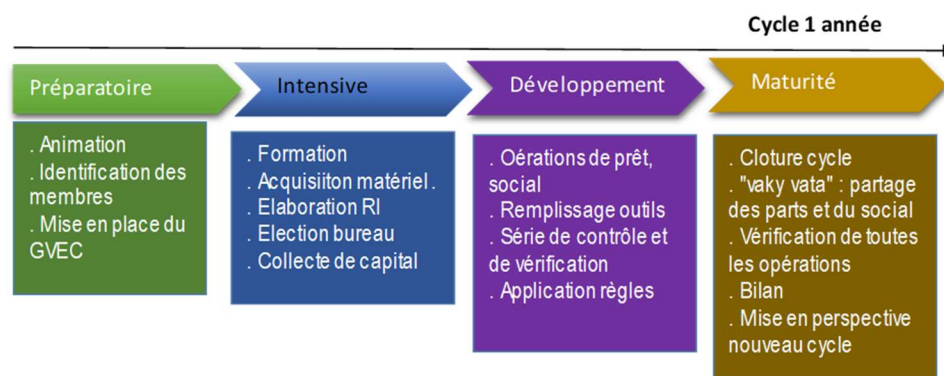 Cycle 1 année
Préparatoire
. Animation
. Identification des
membres
. Mise en place du
GVEC
Intensive
. Formation
. Acquisiiton matériel .
. Elaboration RI
. Election bureau
. Collecte de capital
Développement
. Oérations de prêt,
social
. Remplissage outils
. Série de contrôle et
de vérification
. Application règles
Maturité
. Cloture cycle
. "vaky vata" : partage
des parts et du social
. Vérification de toutes
les opérations
. Bilan
. Mise en perspective
nouveau cycle